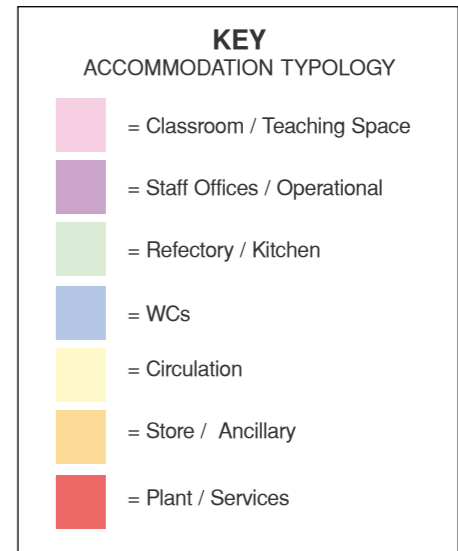 KEY
ACCOMMODATION TYPOLOGY
= Classroom / Teaching Space
= Staff Offices / Operational
= Refectory / Kitchen
= WCs
= Circulation
= Store / Ancillary
= Plant / Services